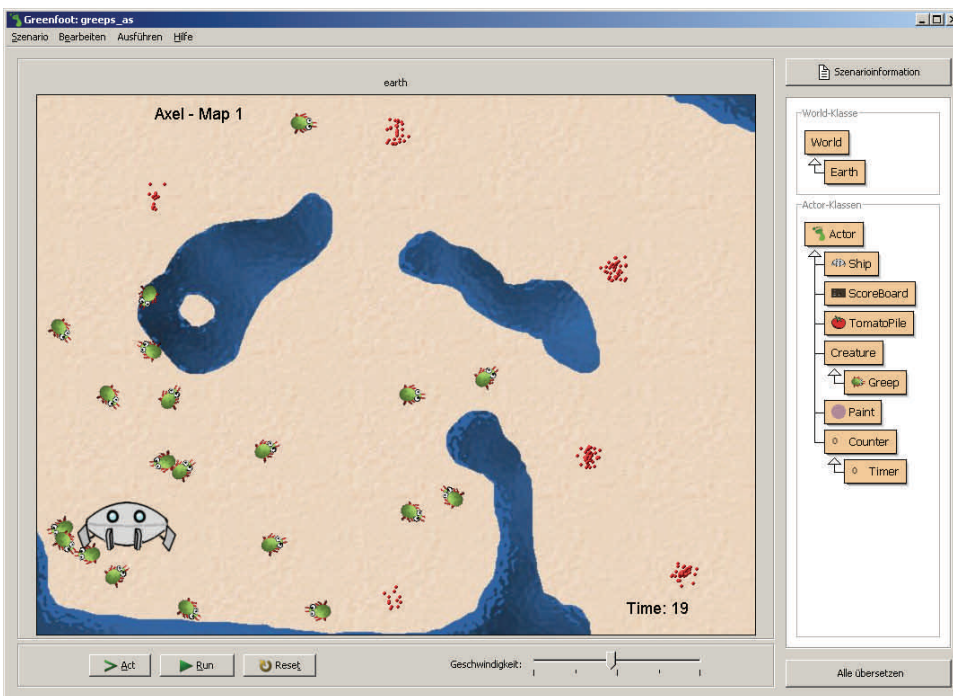 Greenfoot: greeps_as
Szenario Bearbeiten Ausführen Hilfe
earth
Axel - Map 1
Time: 19
> Act
Run
Reset
Geschwindigkeit:
Szenarioinformation
World-Klasse
World
Earth
Actor-Klassen
Actor
Ship
ScoreBoard
TomatoPile
Creature
Greep
Paint
Counter
Timer
Alle übersetzen